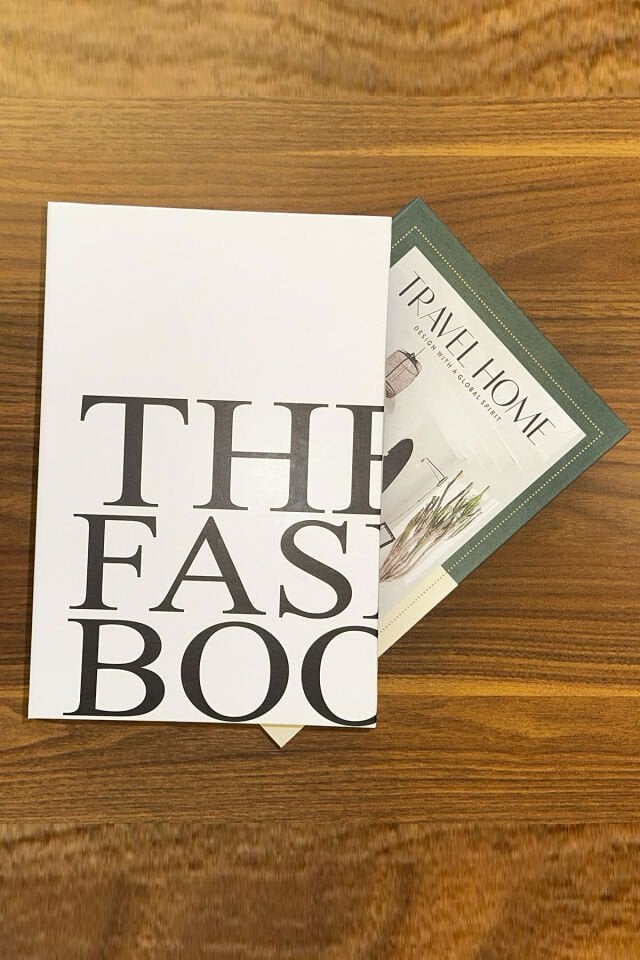 THE
FAS
BOO
TRAVEL HOME
DESIGN WITH A GLOBAL SPIRIT